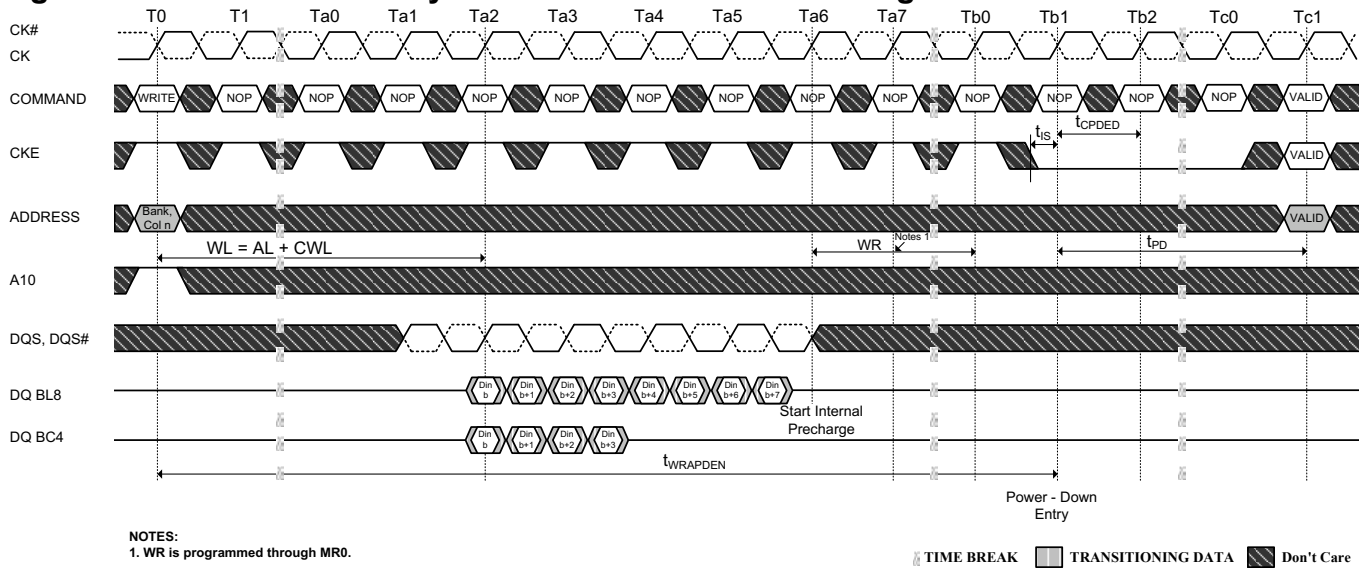 T0 T1 Ta0 Ta1 Ta2 Ta3 Ta4 Ta5 Ta6 Ta7 Tb0 Tb1 Tb2 Tc0 Tc1
CK#
CK
COMMAND WRITE NOP NOP NOP NOP NOP NOP NOP NOP NOP NOP NOP NOP NOP VALID
tIS tCPDED
CKE VALID
ADDRESS Bank, Col n VALID
WL = AL + CWL WR Notes 1 tPD
A10
DQS, DQS#
DQ BL8 Din b Din b+1 Din b+2 Din b+3 Din b+4 Din b+5 Din b+6 Din b+7
Start Internal
Precharge
DQ BC4 Din b Din b+1 Din b+2 Din b+3
tWRAPDEN
Power - Down
Entry
NOTES:
1. WR is programmed through MR0.
TIME BREAK TRANSITIONING DATA Don't Care